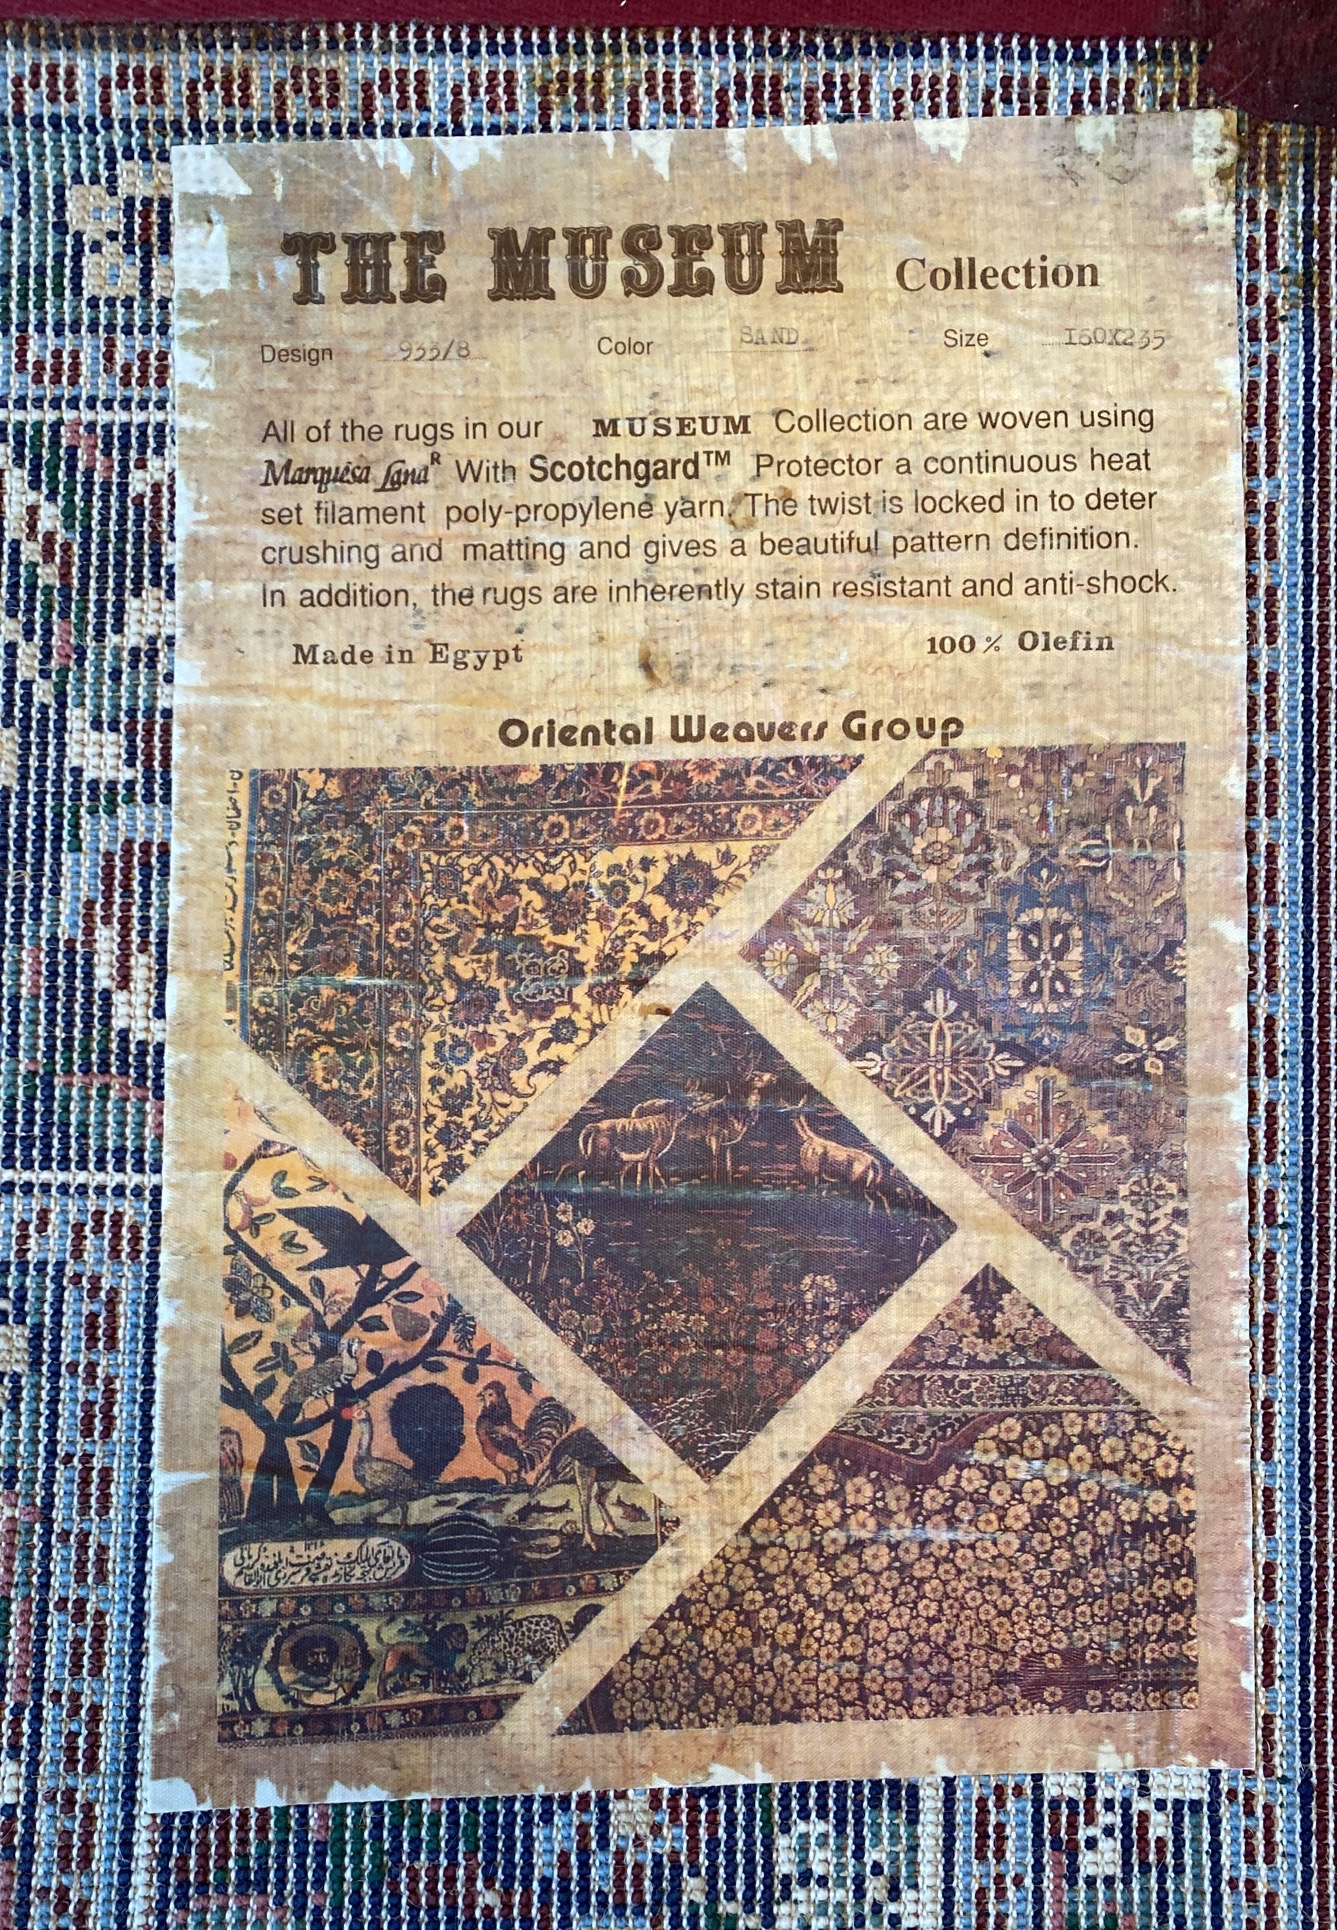 THE MUSEUM Collection
Design 933/8 Color SAND Size I60X235
All of the rugs in our MUSEUM Collection are woven using
Marquésa Lanaᴿ With Scotchgard™ Protector a continuous heat
set filament poly-propylene yarn. The twist is locked in to deter
crushing and matting and gives a beautiful pattern definition.
In addition, the rugs are inherently stain resistant and anti-shock.
Made in Egypt 100% Olefin
Oriental Weavers Group